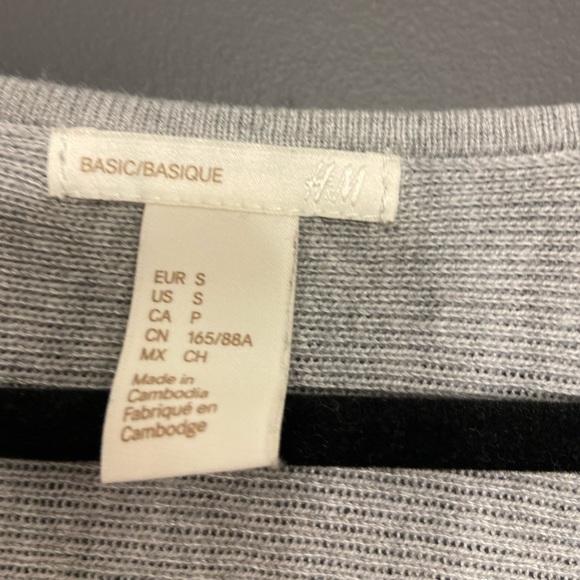 BASIC/BASIQUE H&M
EUR S
US S
CA P
CN 165/88A
MX CH
Made in
Cambodia
Fabriqué en
Cambodge